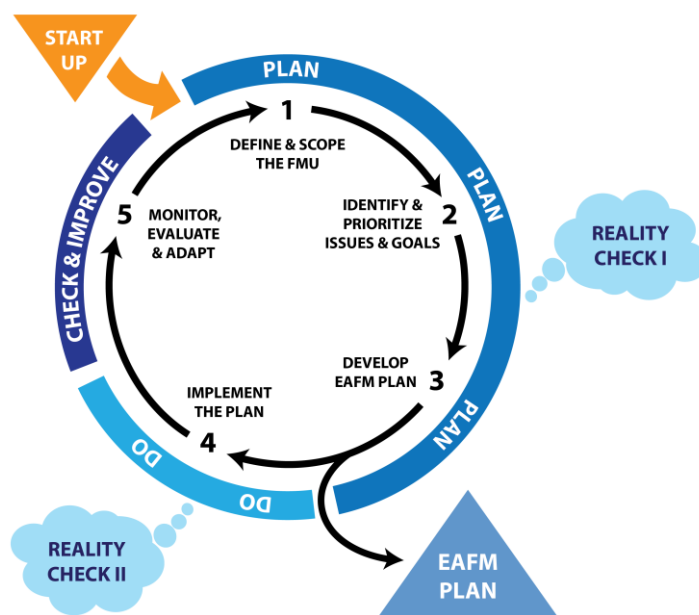 START
UP
PLAN
1
DEFINE & SCOPE
THE FMU
PLAN
2
IDENTIFY &
PRIORITIZE
ISSUES & GOALS
REALITY
CHECK I
3
DEVELOP
EAFM PLAN
PLAN
EAFM
PLAN
4
IMPLEMENT
THE PLAN
DO
DO
REALITY
CHECK II
5
MONITOR,
EVALUATE
& ADAPT
CHECK & IMPROVE